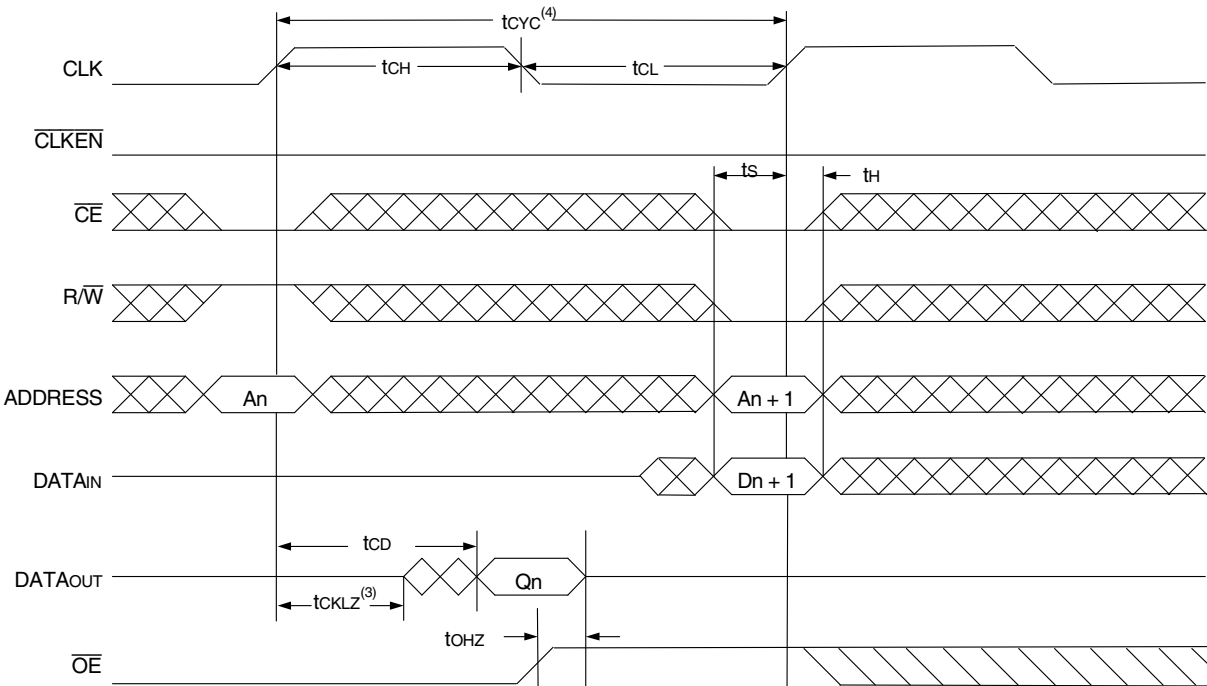 tCYC(4)
CLK
tCH
tCL
CLKEN
tS
tH
CE
R/W
ADDRESS
An
An + 1
DATAIN
Dn + 1
tCD
DATAOUT
Qn
tCKLZ(3)
tOHZ
OE